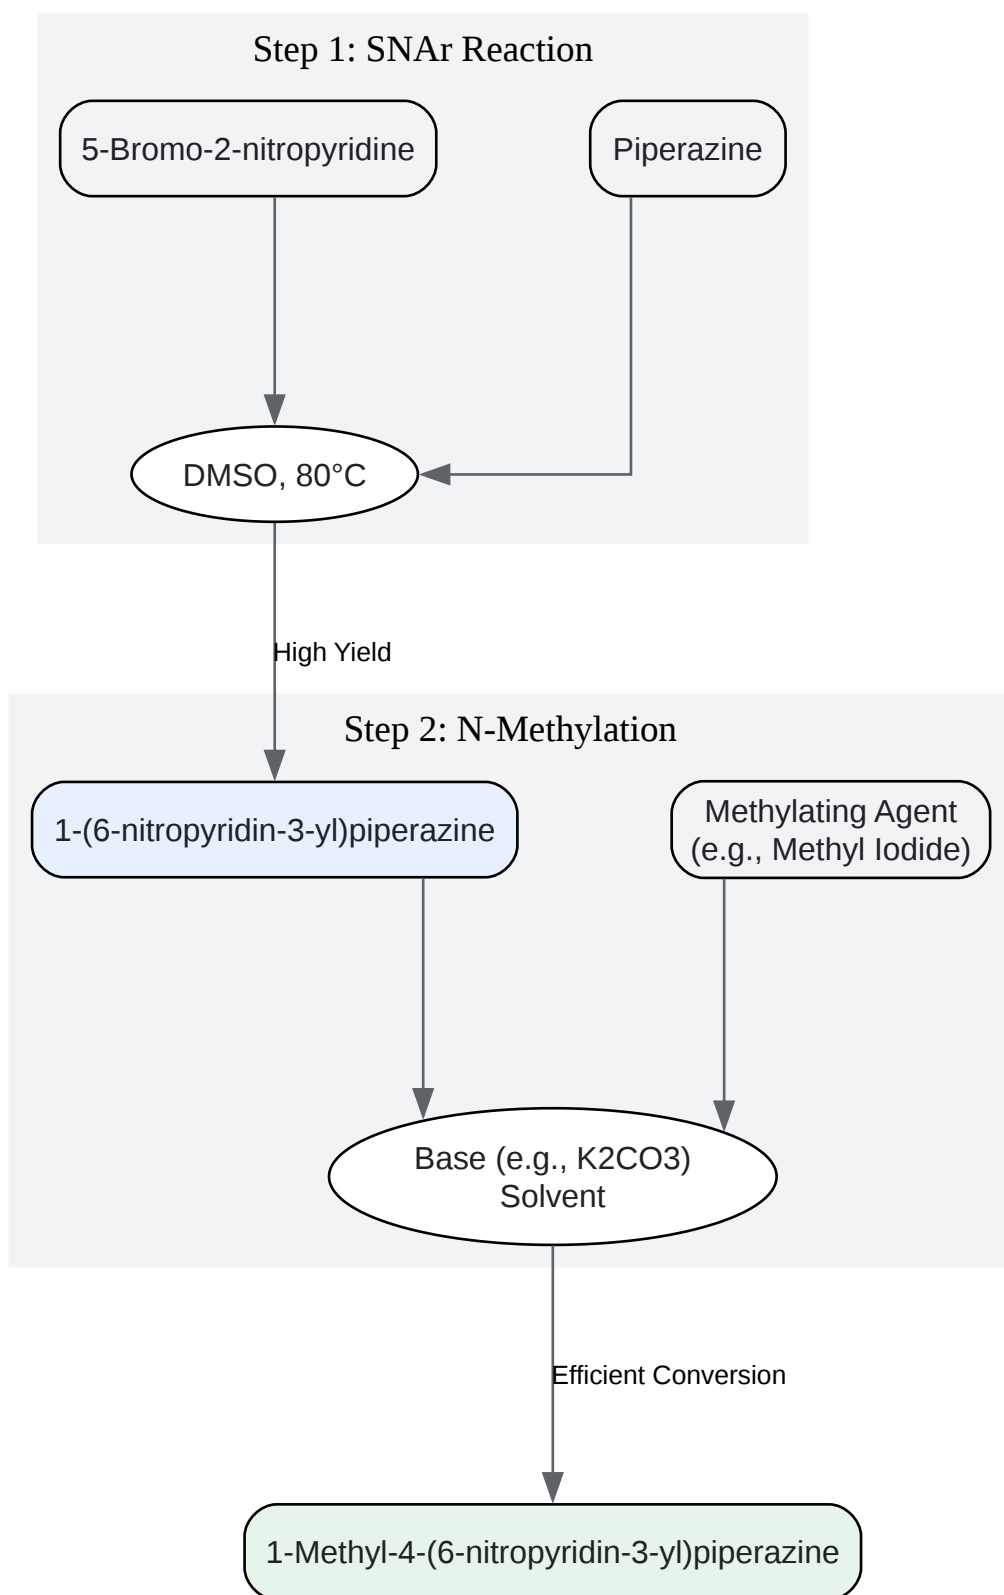 Step 1: SNAr Reaction
5-Bromo-2-nitropyridine
Piperazine
DMSO, 80°C
High Yield
Step 2: N-Methylation
1-(6-nitropyridin-3-yl)piperazine
Methylating Agent
(e.g., Methyl Iodide)
Base (e.g., K2CO3)
Solvent
Efficient Conversion
1-Methyl-4-(6-nitropyridin-3-yl)piperazine